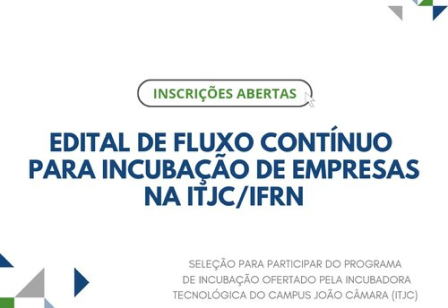 INSCRIÇÕES ABERTAS
EDITAL DE FLUXO CONTÍNUO
PARA INCUBAÇÃO DE EMPRESAS
NA ITJC/IFRN
SELEÇÃO PARA PARTICIPAR DO PROGRAMA
DE INCUBAÇÃO OFERTADO PELA INCUBADORA
TECNOLÓGICA DO CAMPUS JOÃO CÂMARA (ITJC)